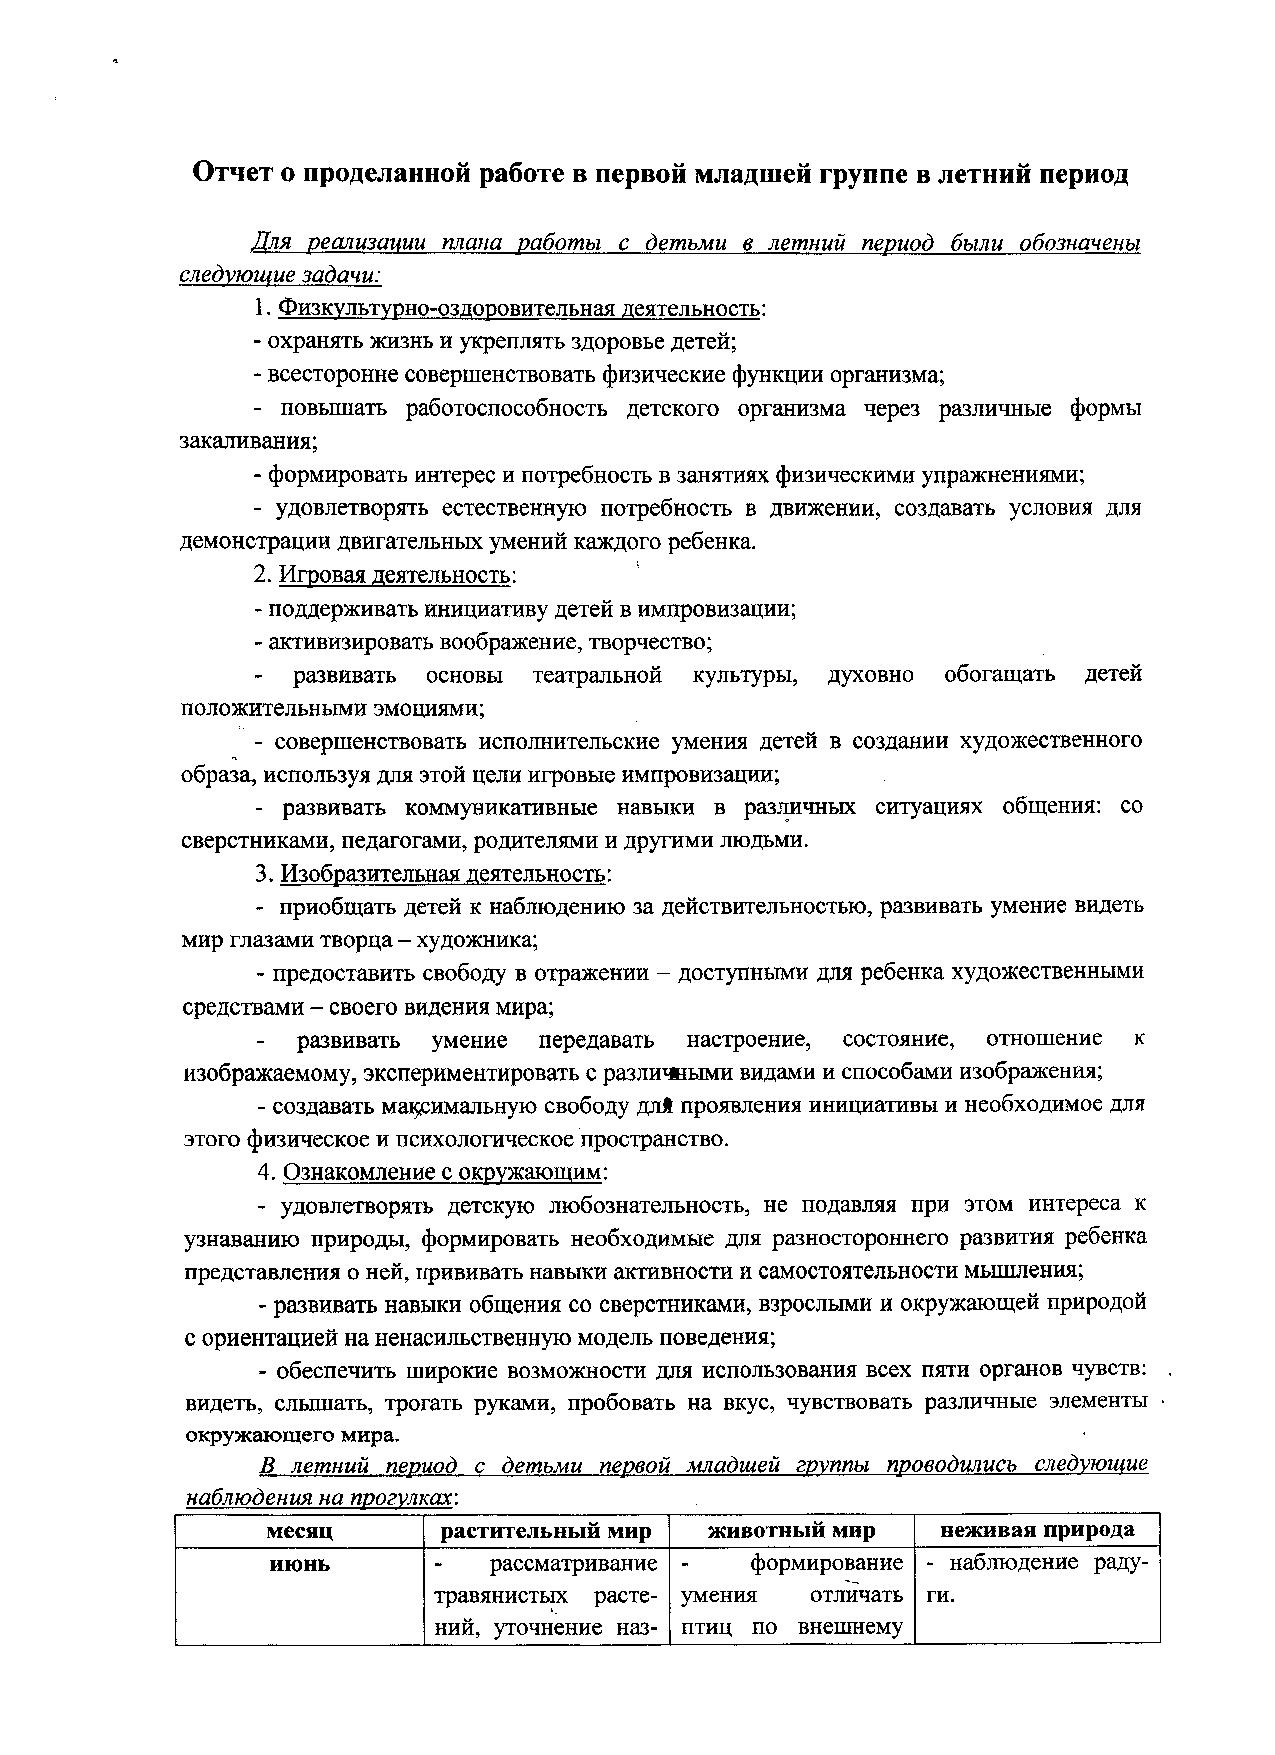 Отчет о проделанной работе в первой младшей группе в летний период
Для реализации плана работы с детьми в летний период были обозначены
следующие задачи:
1. Физкультурно-оздоровительная деятельность:
- охранять жизнь и укреплять здоровье детей;
- всесторонне совершенствовать физические функции организма;
- повышать работоспособность детского организма через различные формы
закаливания;
- формировать интерес и потребность в занятиях физическими упражнениями;
- удовлетворять естественную потребность в движении, создавать условия для
демонстрации двигательных умений каждого ребенка.
2. Игровая деятельность:
- поддерживать инициативу детей в импровизации;
- активизировать воображение, творчество;
- развивать основы театральной культуры, духовно обогащать детей
положительными эмоциями;
- совершенствовать исполнительские умения детей в создании художественного
образа, используя для этой цели игровые импровизации;
- развивать коммуникативные навыки в различных ситуациях общения: со
сверстниками, педагогами, родителями и другими людьми.
3. Изобразительная деятельность:
- приобщать детей к наблюдению за действительностью, развивать умение видеть
мир глазами творца – художника;
- предоставить свободу в отражении – доступными для ребенка художественными
средствами – своего видения мира;
- развивать умение передавать настроение, состояние, отношение к
изображаемому, экспериментировать с различными видами и способами изображения;
- создавать максимальную свободу для проявления инициативы и необходимое для
этого физическое и психологическое пространство.
4. Ознакомление с окружающим:
- удовлетворять детскую любознательность, не подавляя при этом интереса к
узнаванию природы, формировать необходимые для разностороннего развития ребенка
представления о ней, прививать навыки активности и самостоятельности мышления;
- развивать навыки общения со сверстниками, взрослыми и окружающей природой
с ориентацией на ненасильственную модель поведения;
- обеспечить широкие возможности для использования всех пяти органов чувств:
видеть, слышать, трогать руками, пробовать на вкус, чувствовать различные элементы
окружающего мира.
В летний период с детьми первой младшей группы проводились следующие
наблюдения на прогулках:
месяц растительный мир животный мир неживая природа
июнь - рассматривание - формирование - наблюдение раду-
травянистых расте- умения отличать ги.
ний, уточнение наз- птиц по внешнему